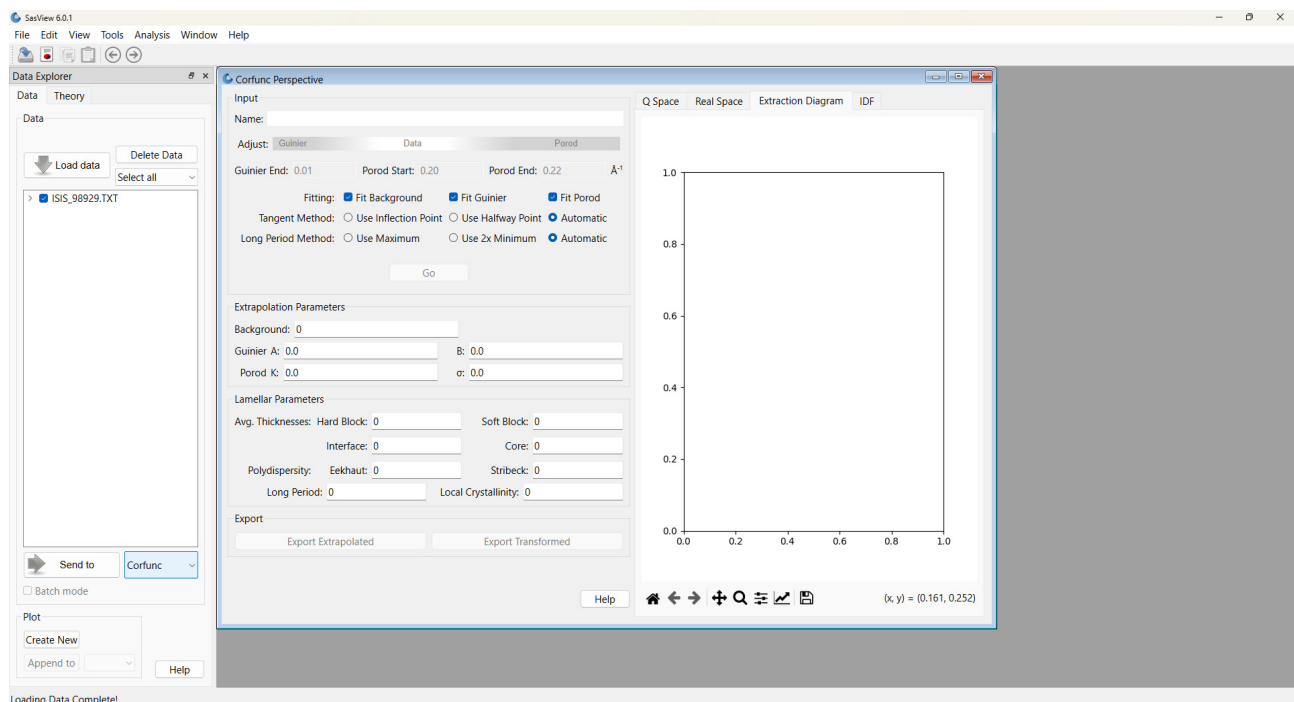 SasView 6.0.1
File Edit View Tools Analysis Window Help
Data Explorer
Data Theory
Data
Load data
Delete Data
Select all
ISIS_98929.TXT
Send to Corfunc
Batch mode
Plot
Create New
Append to
Help
Loading Data Complete!
Corfunc Perspective
Input
Name:
Adjust: Guinier Data Porod
Guinier End: 0.01 Porod Start: 0.20 Porod End: 0.22 Å-1
Fitting: Fit Background Fit Guinier Fit Porod
Tangent Method: Use Inflection Point Use Halfway Point Automatic
Long Period Method: Use Maximum Use 2x Minimum Automatic
Go
Extrapolation Parameters
Background: 0
Guinier A: 0.0 B: 0.0
Porod K: 0.0 σ: 0.0
Lamellar Parameters
Avg. Thicknesses: Hard Block: 0 Soft Block: 0
Interface: 0 Core: 0
Polydispersity: Eekhaut: 0 Stribeck: 0
Long Period: 0 Local Crystallinity: 0
Export
Export Extrapolated Export Transformed
Help
Q Space Real Space Extraction Diagram IDF
1.0
0.8
0.6
0.4
0.2
0.0
0.0 0.2 0.4 0.6 0.8 1.0
(x, y) = (0.161, 0.252)